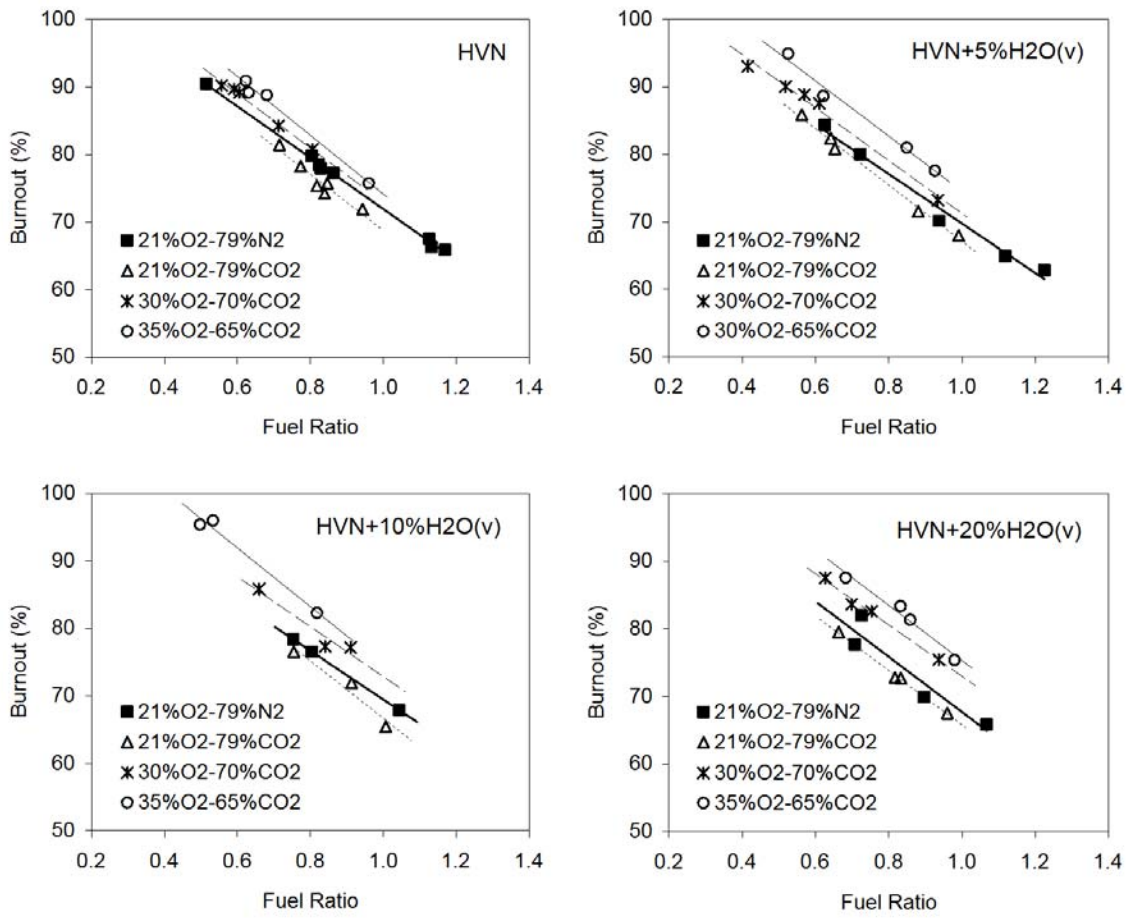 HVN
Burnout (%)
100
90
80
70
60
50
21%O2-79%N2
21%O2-79%CO2
30%O2-70%CO2
35%O2-65%CO2
0.2 0.4 0.6 0.8 1.0 1.2 1.4
Fuel Ratio
HVN+5%H2O(v)
Burnout (%)
100
90
80
70
60
50
21%O2-79%N2
21%O2-79%CO2
30%O2-70%CO2
30%O2-65%CO2
0.2 0.4 0.6 0.8 1.0 1.2 1.4
Fuel Ratio
HVN+10%H2O(v)
Burnout (%)
100
90
80
70
60
50
21%O2-79%N2
21%O2-79%CO2
30%O2-70%CO2
35%O2-65%CO2
0.2 0.4 0.6 0.8 1.0 1.2 1.4
Fuel Ratio
HVN+20%H2O(v)
Burnout (%)
100
90
80
70
60
50
21%O2-79%N2
21%O2-79%CO2
30%O2-70%CO2
35%O2-65%CO2
0.2 0.4 0.6 0.8 1.0 1.2 1.4
Fuel Ratio